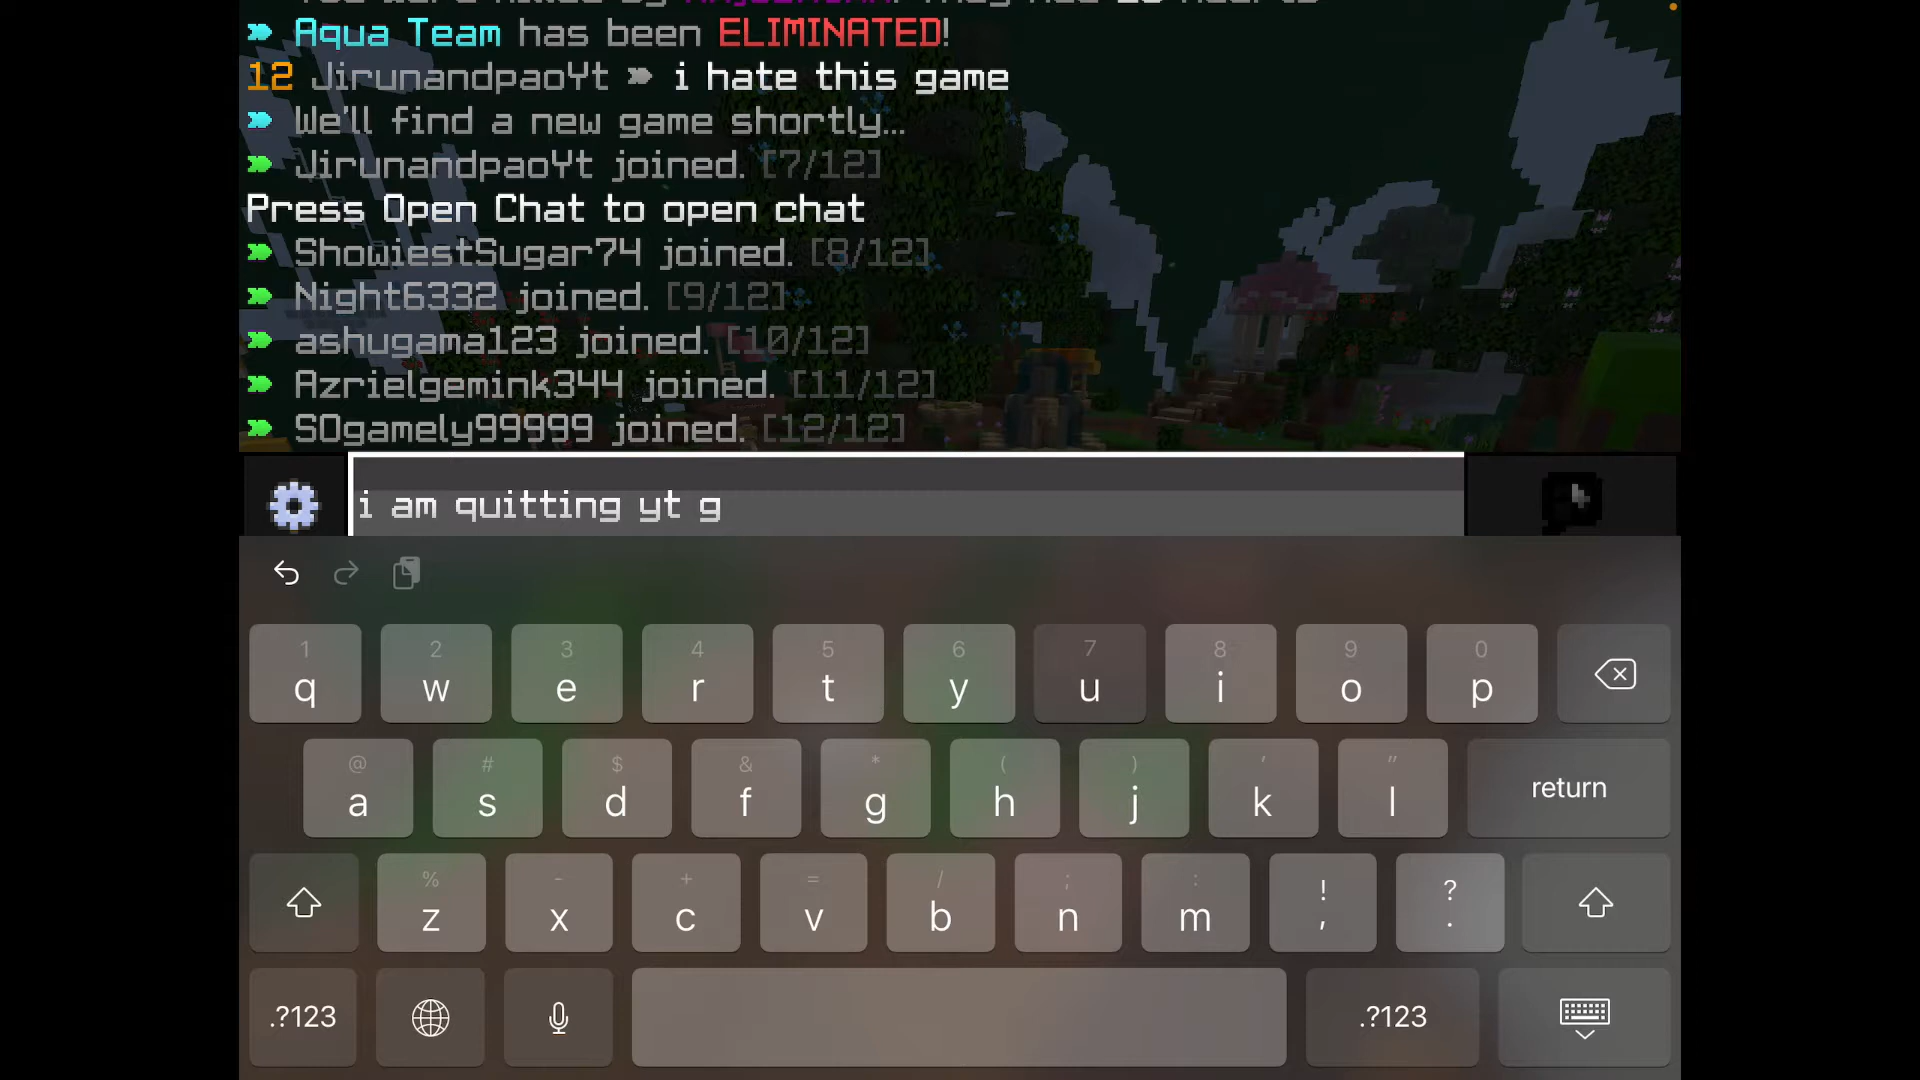 Aqua Team has been ELIMINATED!
12 JirunandpaoYt » i hate this game
We'll find a new game shortly...
JirunandpaoYt joined. [7/12]
Press Open Chat to open chat
ShowiestSugar74 joined. [8/12]
Night6332 joined. [9/12]
ashugama123 joined. [10/12]
Azrielgemink344 joined. [11/12]
SOgamely99999 joined. [12/12]
i am quitting yt g
1 2 3 4 5 6 7 8 9 0
q w e r t y u i o p
@ # $ & * ( ) ' "
a s d f g h j k l return
% - + = / ; : ! ?
z x c v b n m , .
.?123 .?123